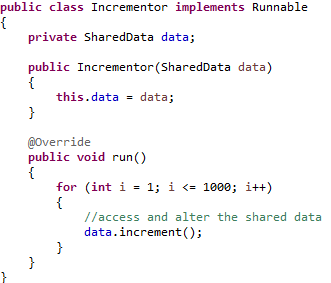 public class Incrementor implements Runnable
{
    private SharedData data;

    public Incrementor(SharedData data)
    {
        this.data = data;
    }

    @Override
    public void run()
    {
        for (int i = 1; i <= 1000; i++)
        {
            //access and alter the shared data
            data.increment();
        }
    }
}